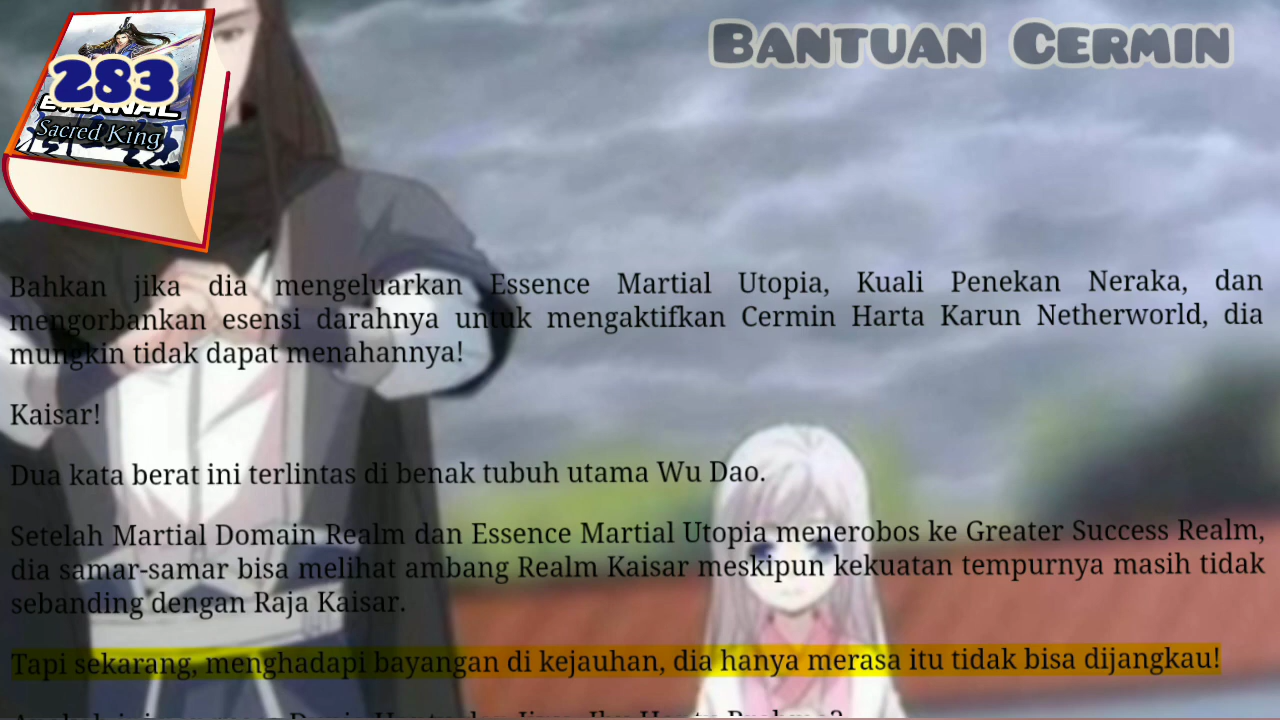 Bantuan Cermin
283
ETERNAL
Sacred King
Bahkan jika dia mengeluarkan Essence Martial Utopia, Kuali Penekan Neraka, dan
mengorbankan esensi darahnya untuk mengaktifkan Cermin Harta Karun Netherworld, dia
mungkin tidak dapat menahannya!
Kaisar!
Dua kata berat ini terlintas di benak tubuh utama Wu Dao.
Setelah Martial Domain Realm dan Essence Martial Utopia menerobos ke Greater Success Realm,
dia samar-samar bisa melihat ambang Realm Kaisar meskipun kekuatan tempurnya masih tidak
sebanding dengan Raja Kaisar.
Tapi sekarang, menghadapi bayangan di kejauhan, dia hanya merasa itu tidak bisa dijangkau!